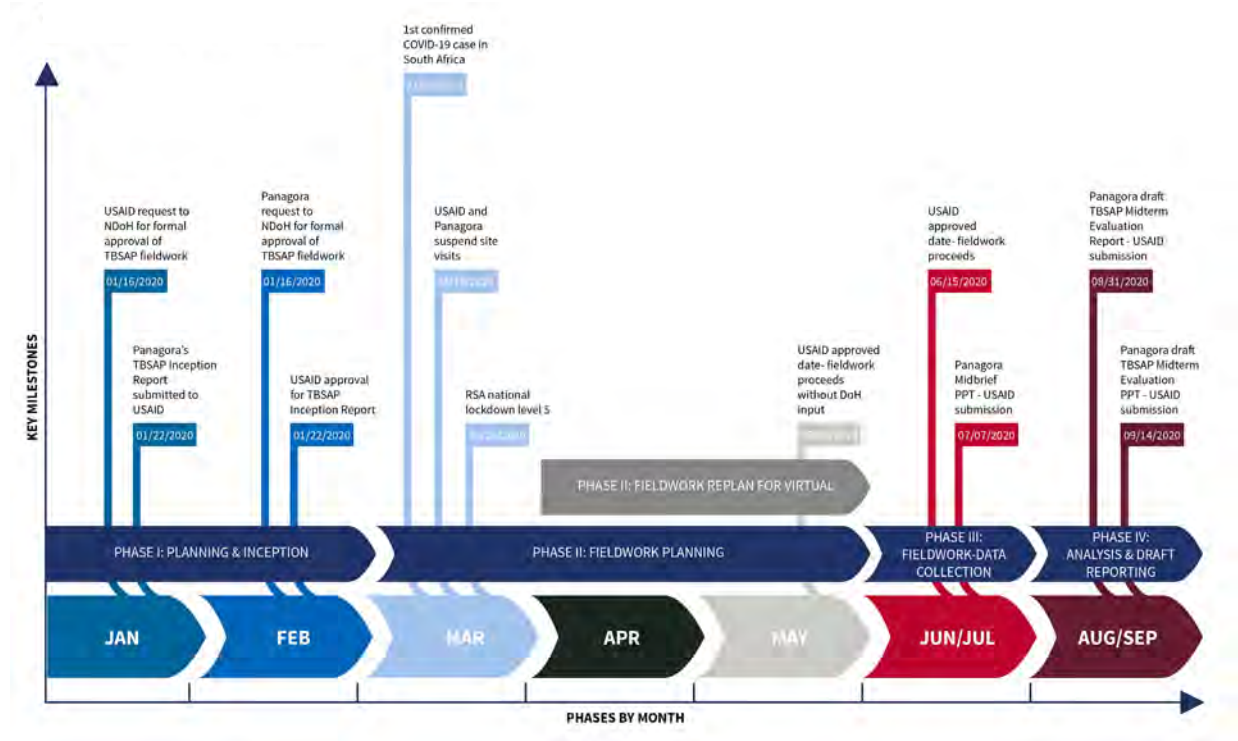 1st confirmed
COVID-19 case in
South Africa
USAID request to
NDoH for formal
approval of
TBSAP fieldwork
01/16/2020
Panagora
request to
NDoH for formal
approval of
TBSAP fieldwork
01/16/2020
USAID and
Panagora
suspend site
visits
USAID
approved
date- fieldwork
proceeds
06/15/2020
Panagora draft
TBSAP Midterm
Evaluation
Report - USAID
submission
08/31/2020
Panagora's
TBSAP Inception
Report
submitted to
USAID
01/22/2020
USAID approval
for TBSAP
Inception Report
01/22/2020
RSA national
lockdown level 5
USAID approved
date- fieldwork
proceeds
without DoH
input
Panagora
Midbrief
PPT - USAID
submission
07/07/2020
Panagora draft
TBSAP Midterm
Evaluation
PPT - USAID
submission
09/14/2020
KEY MILESTONES
PHASE II: FIELDWORK REPLAN FOR VIRTUAL
PHASE I: PLANNING & INCEPTION
PHASE II: FIELDWORK PLANNING
PHASE III:
FIELDWORK-DATA
COLLECTION
PHASE IV:
ANALYSIS & DRAFT
REPORTING
JAN
FEB
MAR
APR
MAY
JUN/JUL
AUG/SEP
PHASES BY MONTH